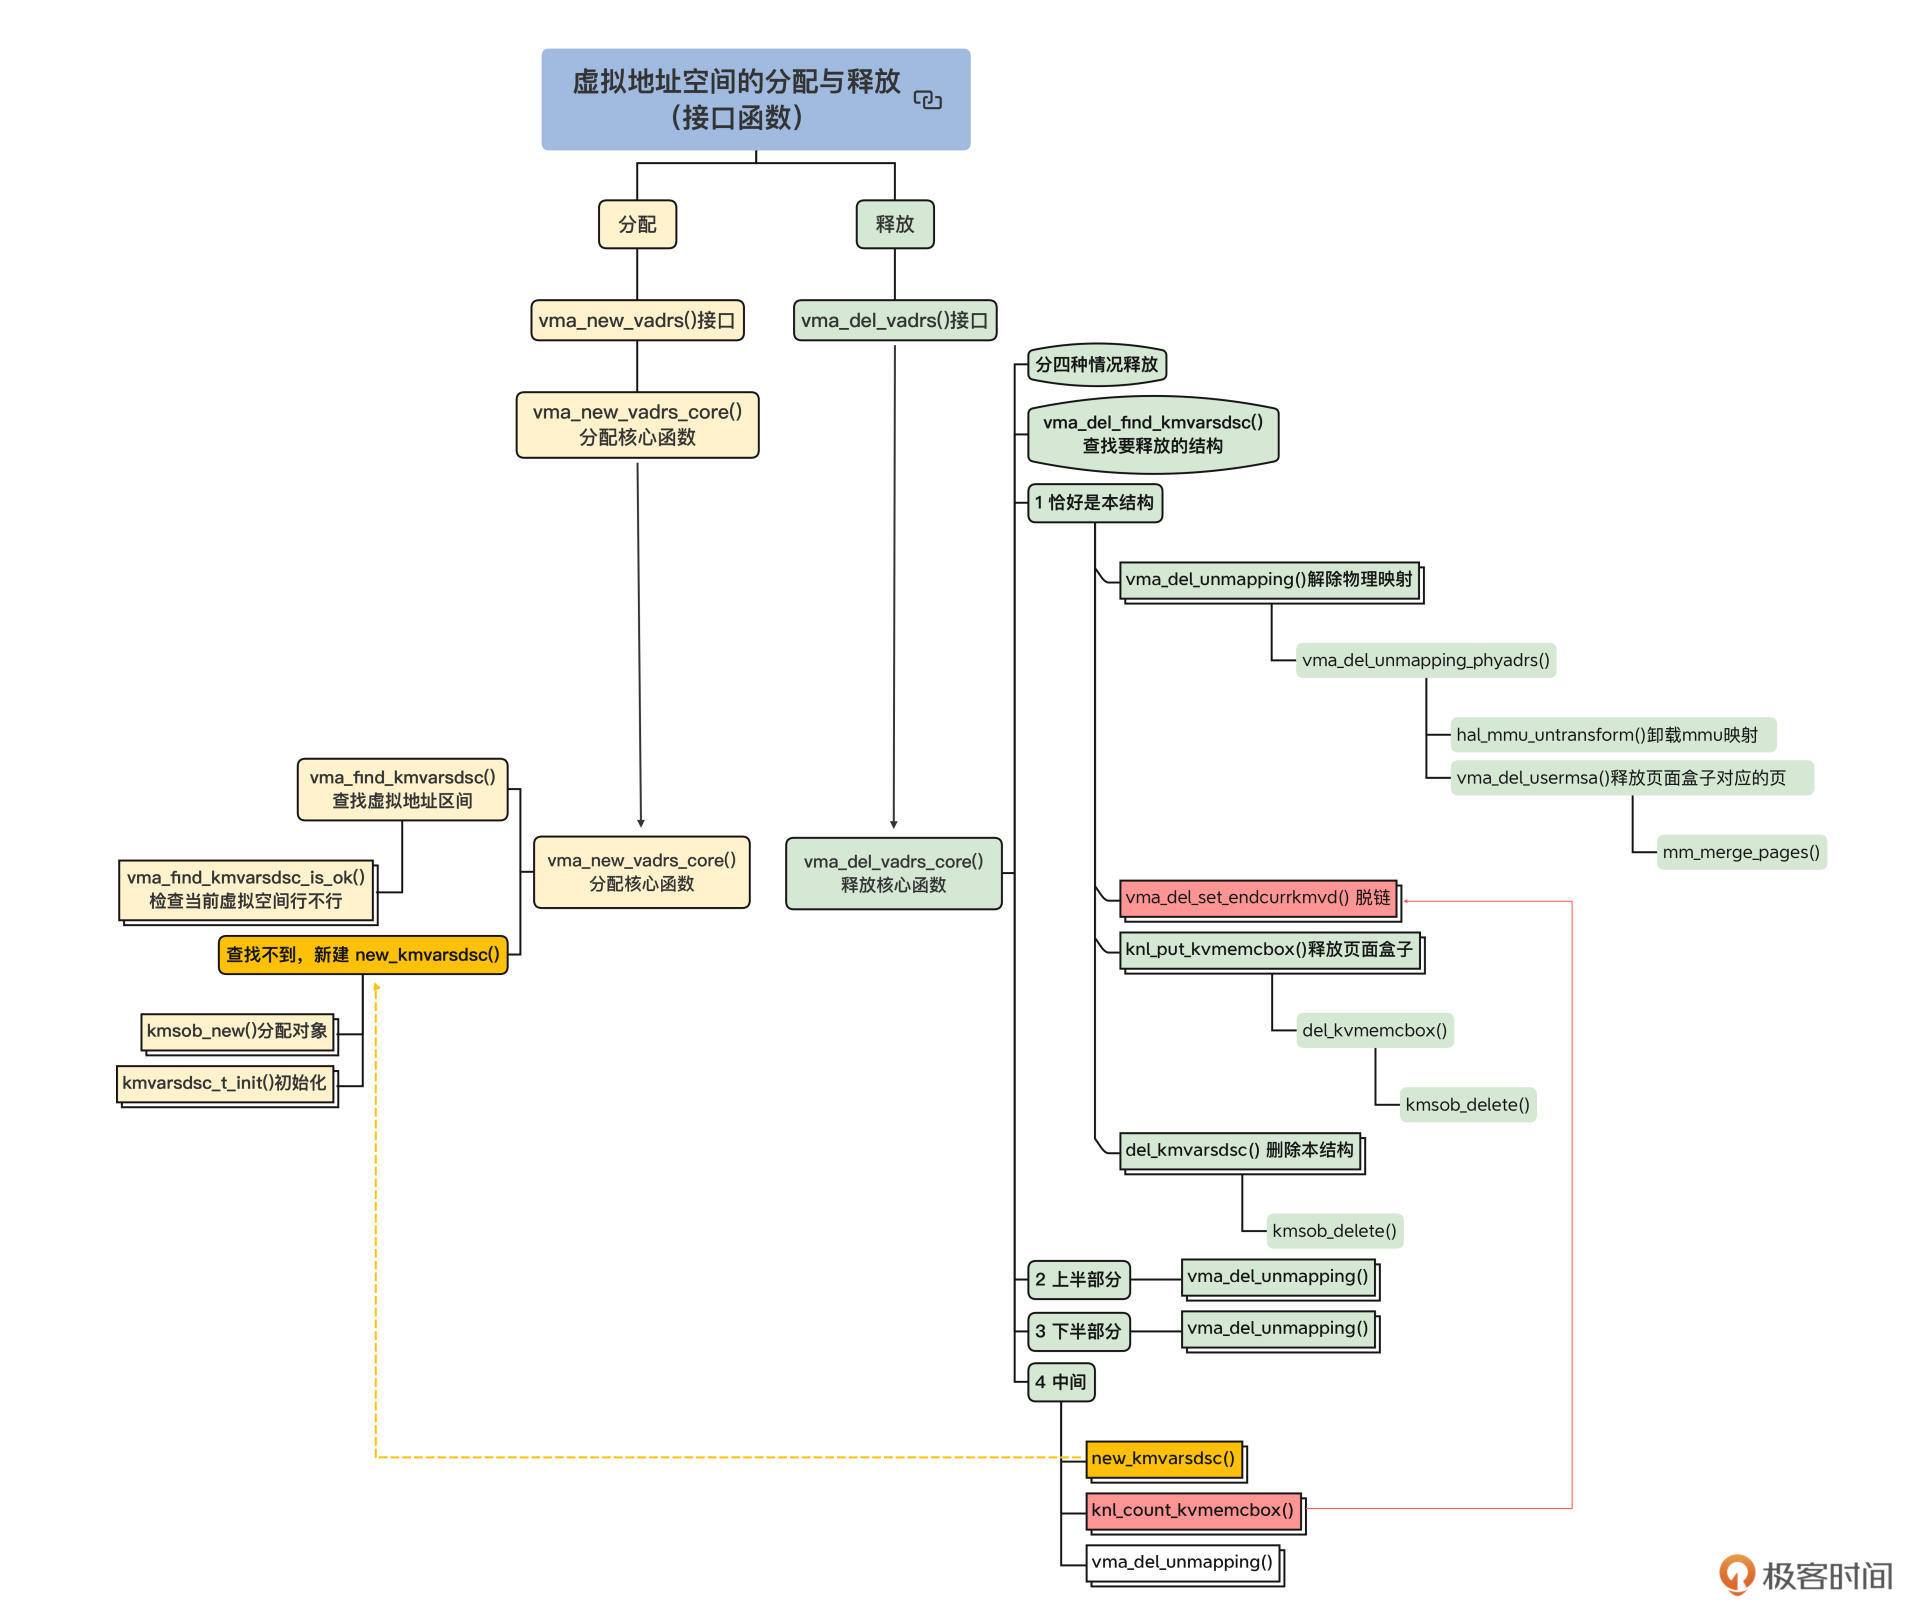 虚拟地址空间的分配与释放
（接口函数）
分配
释放
vma_new_vadrs()接口
vma_del_vadrs()接口
vma_new_vadrs_core()
分配核心函数
分四种情况释放
vma_del_find_kmvarsdsc()
查找要释放的结构
1 恰好是本结构
vma_del_unmapping()解除物理映射
vma_del_unmapping_phyadrs()
hal_mmu_untransform()卸载mmu映射
vma_del_usermsa()释放页面盒子对应的页
mm_merge_pages()
vma_find_kmvarsdsc()
查找虚拟地址区间
vma_find_kmvarsdsc_is_ok()
检查当前虚拟空间行不行
vma_new_vadrs_core()
分配核心函数
vma_del_vadrs_core()
释放核心函数
查找不到，新建 new_kmvarsdsc()
kmsob_new()分配对象
kmvarsdsc_t_init()初始化
vma_del_set_endcurrkmvd() 脱链
knl_put_kvmemcbox()释放页面盒子
del_kvmemcbox()
kmsob_delete()
del_kmvarsdsc() 删除本结构
kmsob_delete()
2 上半部分
vma_del_unmapping()
3 下半部分
vma_del_unmapping()
4 中间
new_kmvarsdsc()
knl_count_kvmemcbox()
vma_del_unmapping()
极客时间